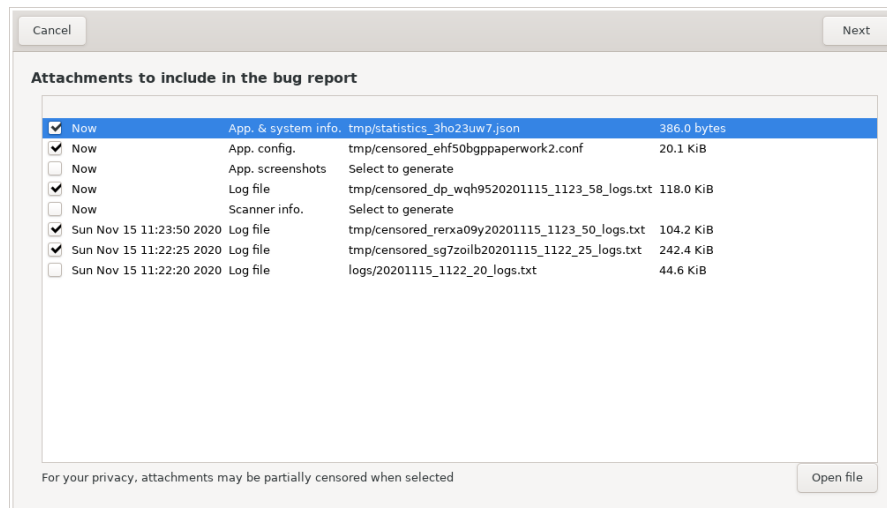 Cancel Next
Attachments to include in the bug report
Now App. & system info. tmp/statistics_3ho23uw7.json 386.0 bytes
Now App. config. tmp/censored_ehf50bgppaperwork2.conf 20.1 KiB
Now App. screenshots Select to generate
Now Log file tmp/censored_dp_wqh9520201115_1123_58_logs.txt 118.0 KiB
Now Scanner info. Select to generate
Sun Nov 15 11:23:50 2020 Log file tmp/censored_rerxa09y20201115_1123_50_logs.txt 104.2 KiB
Sun Nov 15 11:22:25 2020 Log file tmp/censored_sg7zoilb20201115_1122_25_logs.txt 242.4 KiB
Sun Nov 15 11:22:20 2020 Log file logs/20201115_1122_20_logs.txt 44.6 KiB
For your privacy, attachments may be partially censored when selected Open file